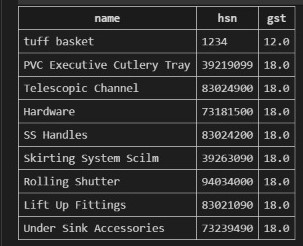 name hsn gst
tuff basket 1234 12.0
PVC Executive Cutlery Tray 39219099 18.0
Telescopic Channel 83024900 18.0
Hardware 73181500 18.0
SS Handles 83024200 18.0
Skirting System Scilm 39263090 18.0
Rolling Shutter 94034000 18.0
Lift Up Fittings 83021090 18.0
Under Sink Accessories 73239490 18.0